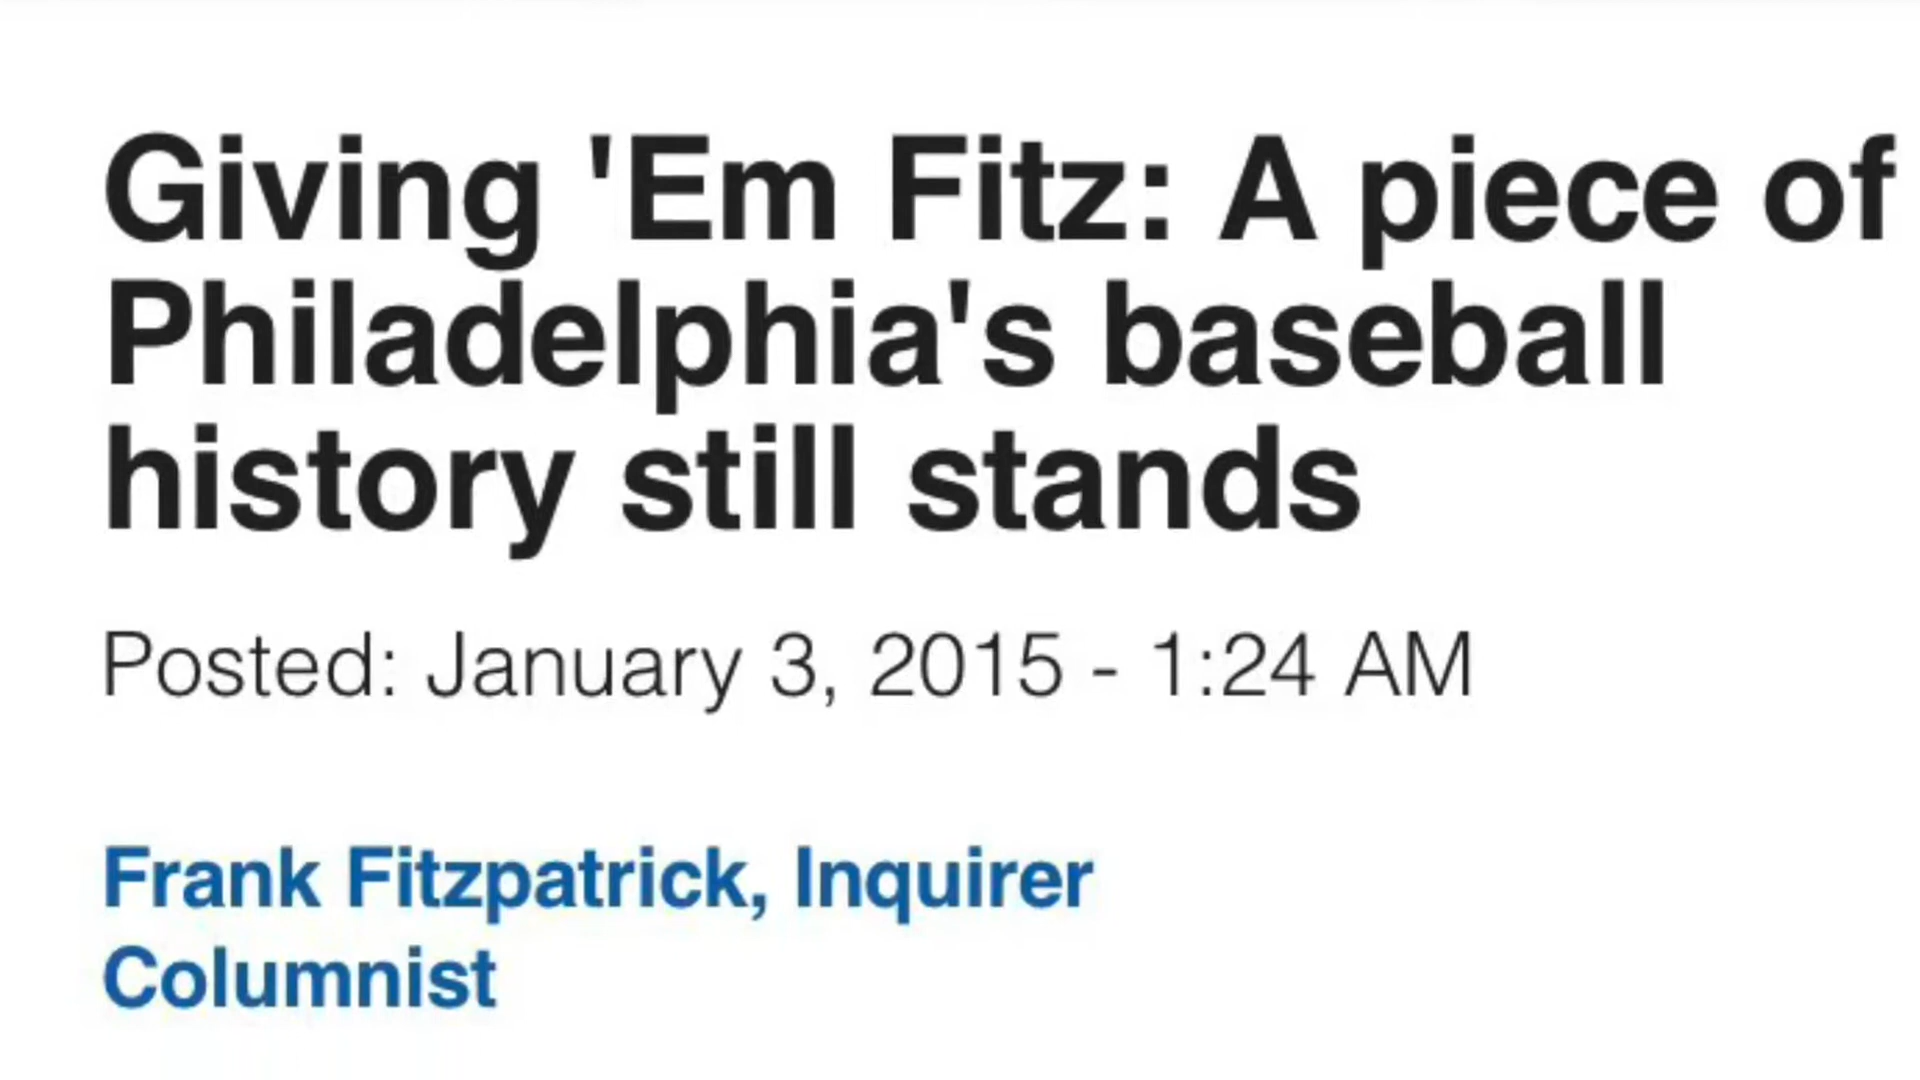 Giving 'Em Fitz: A piece of
Philadelphia's baseball
history still stands
Posted: January 3, 2015 - 1:24 AM
Frank Fitzpatrick, Inquirer
Columnist